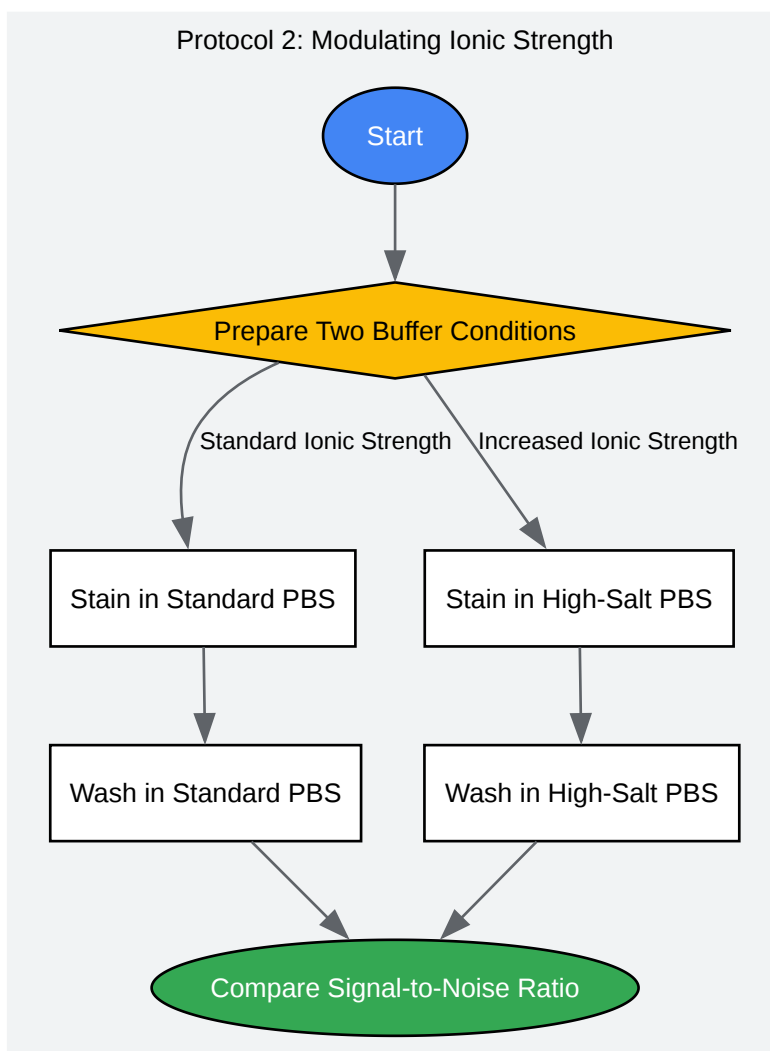 Protocol 2: Modulating Ionic Strength
Start
Prepare Two Buffer Conditions
Standard Ionic Strength
Increased Ionic Strength
Stain in Standard PBS
Stain in High-Salt PBS
Wash in Standard PBS
Wash in High-Salt PBS
Compare Signal-to-Noise Ratio